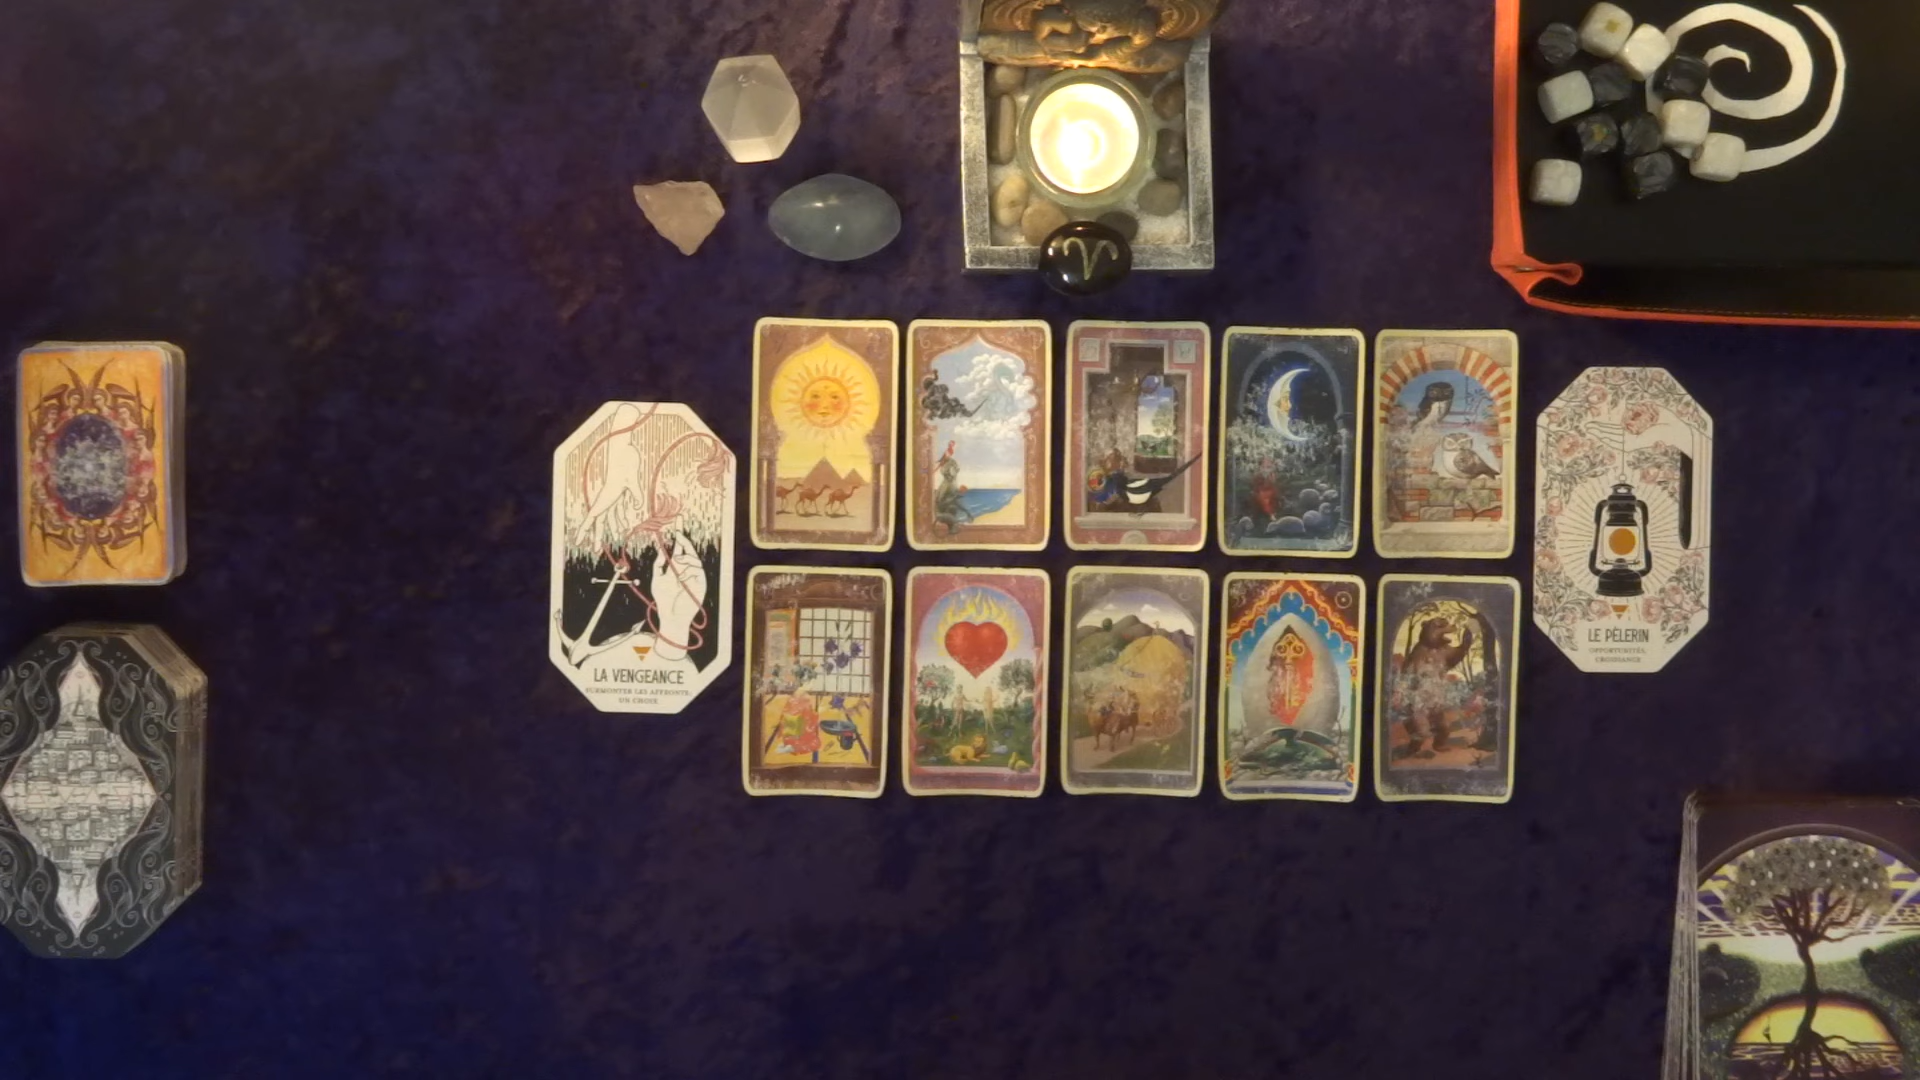 LA VENGEANCE
SURMONTER LES AFFRONTS,
UN CHOIX
LE PÈLERIN
OPPORTUNITÉS,
CROISSANCE